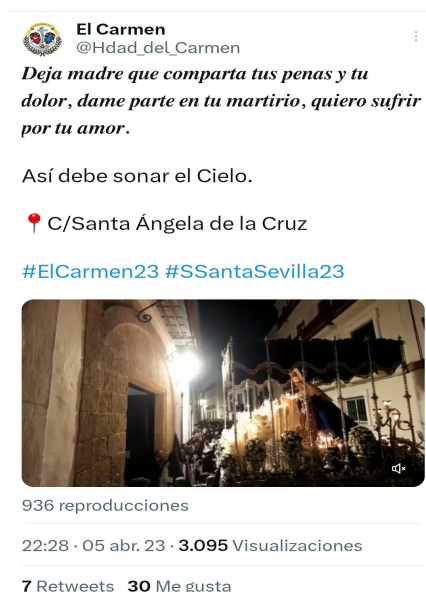 El Carmen
@Hdad_del_Carmen
Deja madre que comparta tus penas y tu
dolor, dame parte en tu martirio, quiero sufrir
por tu amor.
Así debe sonar el Cielo.
📍 C/Santa Ángela de la Cruz
#ElCarmen23 #SSantaSevilla23
936 reproducciones
22:28 · 05 abr. 23 · 3.095 Visualizaciones
7 Retweets 30 Me gusta